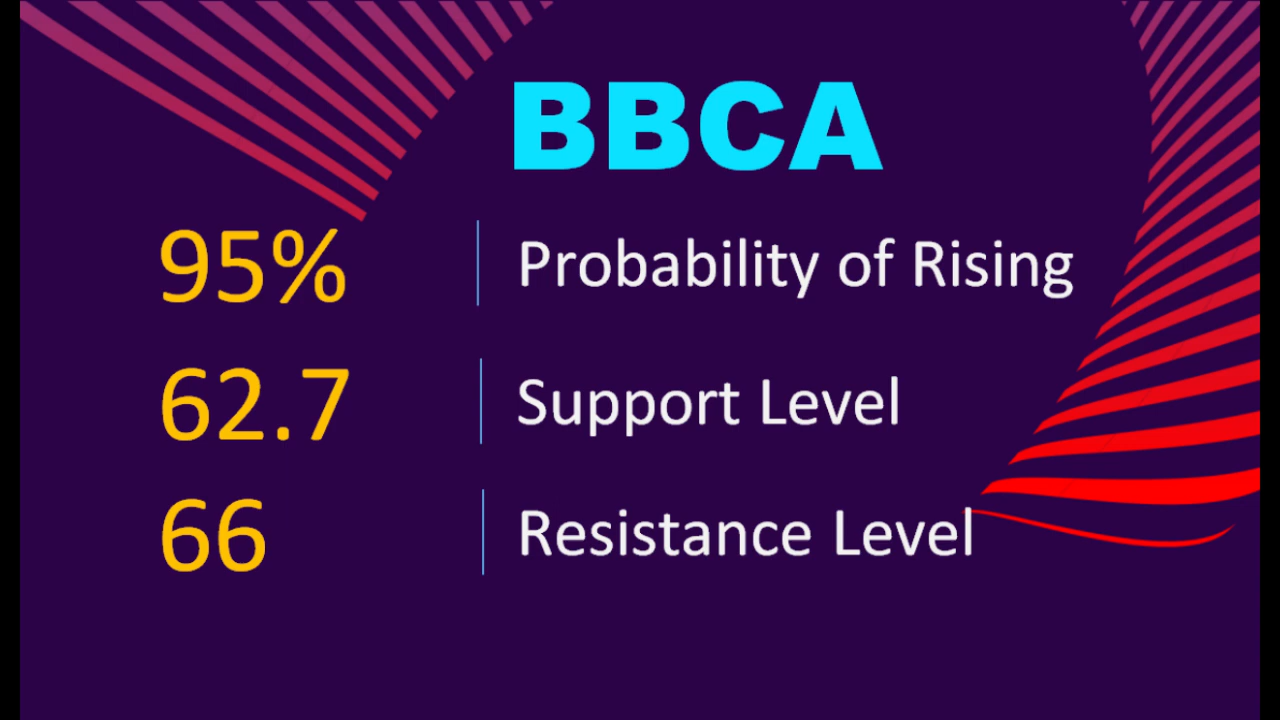 BBCA
95% Probability of Rising
62.7 Support Level
66 Resistance Level